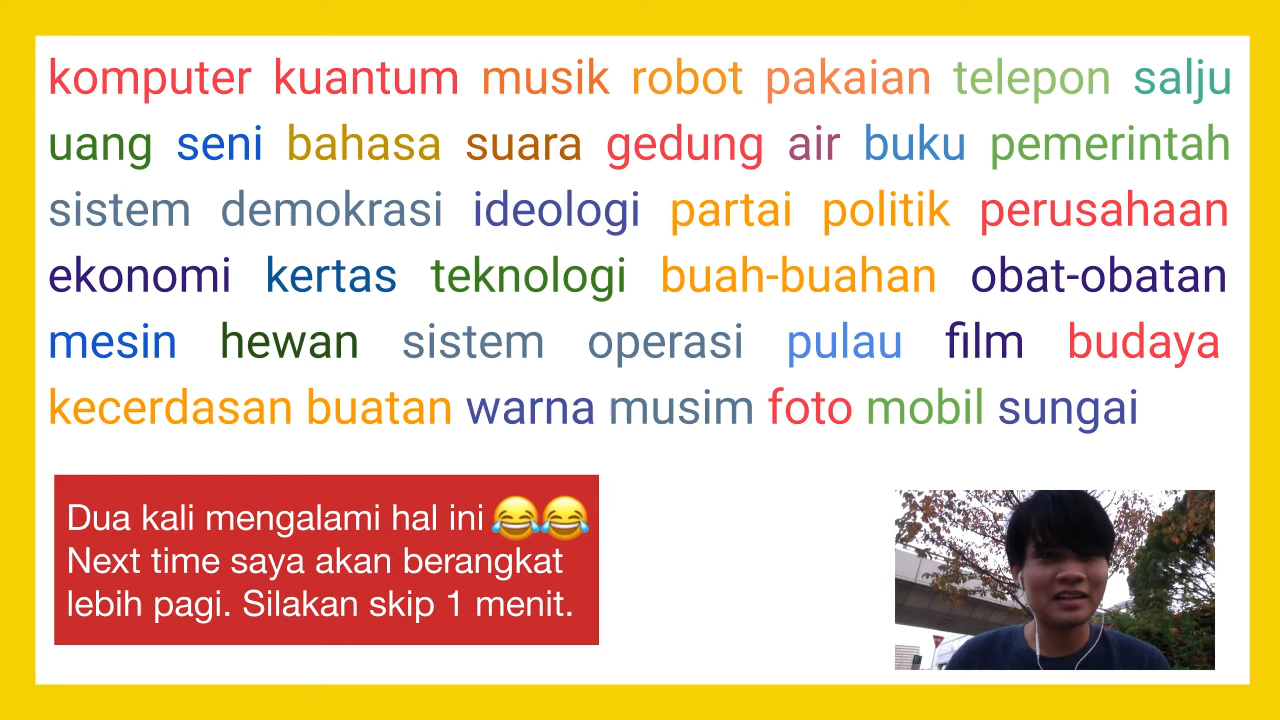 komputer kuantum musik robot pakaian telepon salju
uang seni bahasa suara gedung air buku pemerintah
sistem demokrasi ideologi partai politik perusahaan
ekonomi kertas teknologi buah-buahan obat-obatan
mesin hewan sistem operasi pulau film budaya
kecerdasan buatan warna musim foto mobil sungai
Dua kali mengalami hal ini 😂😂
Next time saya akan berangkat
lebih pagi. Silakan skip 1 menit.